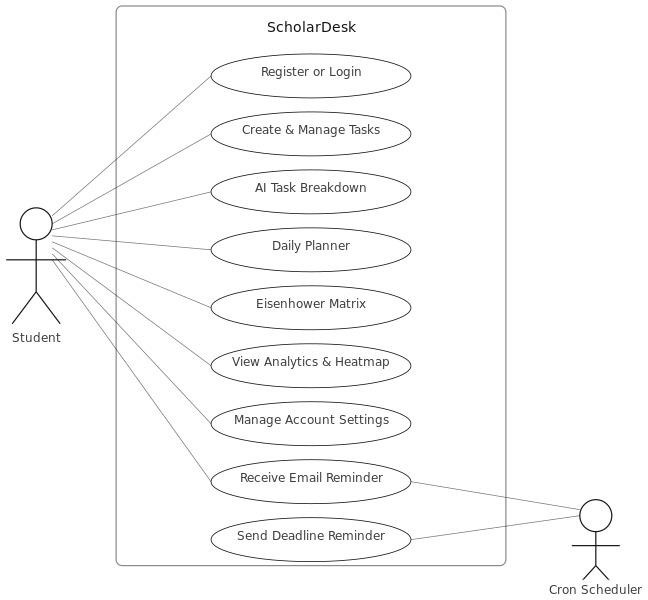 ScholarDesk
Register or Login
Create & Manage Tasks
AI Task Breakdown
Daily Planner
Eisenhower Matrix
Student
View Analytics & Heatmap
Manage Account Settings
Receive Email Reminder
Send Deadline Reminder
Cron Scheduler